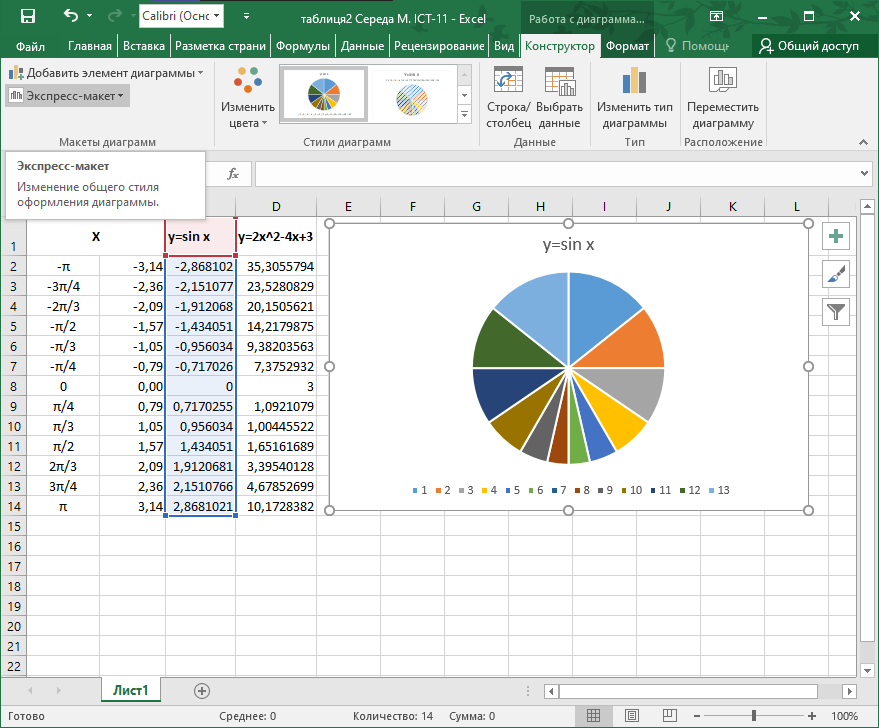 Calibri (Оснс
таблиця2 Середа М. ІСТ-11 - Excel
Работа с диаграмма...
Файл Главная Вставка Разметка страни Формулы Данные Рецензирование Вид Конструктор Формат Помощь Общий доступ
Добавить элемент диаграммы
Экспресс-макет
Изменить цвета
Строка/столбец
Выбрать данные
Изменить тип диаграммы
Переместить диаграмму
Макеты диаграмм Стили диаграмм Данные Тип Расположение
Экспресс-макет
Изменение общего стиля
оформления диаграммы.
fx
D E F G H I J K L
1 X y=sin x y=2x^2-4x+3
2 -π -3,14 -2,868102 35,3055794
3 -3π/4 -2,36 -2,151077 23,5280829
4 -2π/3 -2,09 -1,912068 20,1505621
5 -π/2 -1,57 -1,434051 14,2179875
6 -π/3 -1,05 -0,956034 9,38203563
7 -π/4 -0,79 -0,717026 7,3752932
8 0 0,00 0 3
9 π/4 0,79 0,7170255 1,0921079
10 π/3 1,05 0,956034 1,00445522
11 π/2 1,57 1,434051 1,65161689
12 2π/3 2,09 1,9120681 3,39540128
13 3π/4 2,36 2,1510766 4,67852699
14 π 3,14 2,8681021 10,1728382
15
16
17
18
19
20
21
22
y=sin x
1 2 3 4 5 6 7 8 9 10 11 12 13
Лист1
Готово Среднее: 0 Количество: 14 Сумма: 0 100%